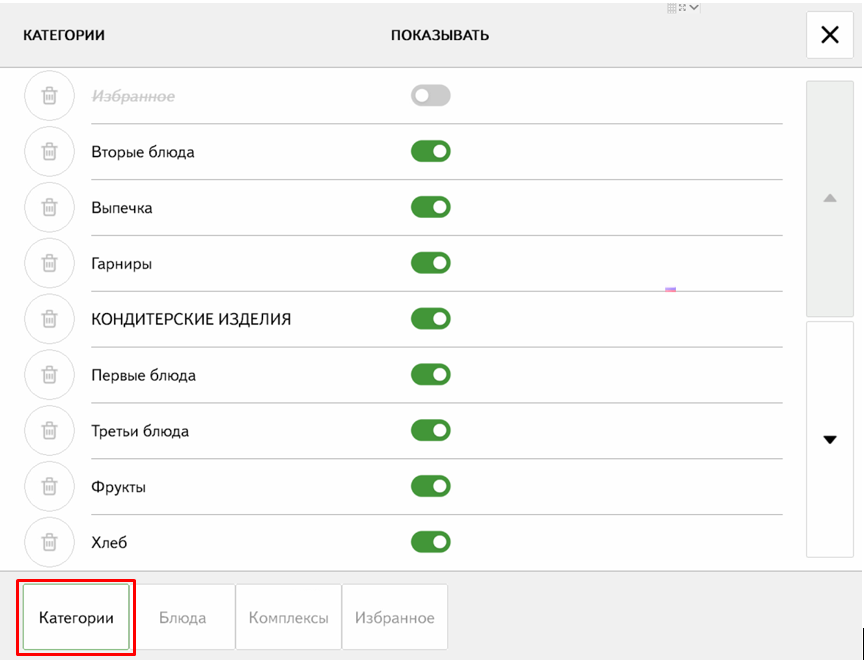 КАТЕГОРИИ ПОКАЗЫВАТЬ
Избранное
Вторые блюда
Выпечка
Гарниры
КОНДИТЕРСКИЕ ИЗДЕЛИЯ
Первые блюда
Третьи блюда
Фрукты
Хлеб
Категории Блюда Комплексы Избранное